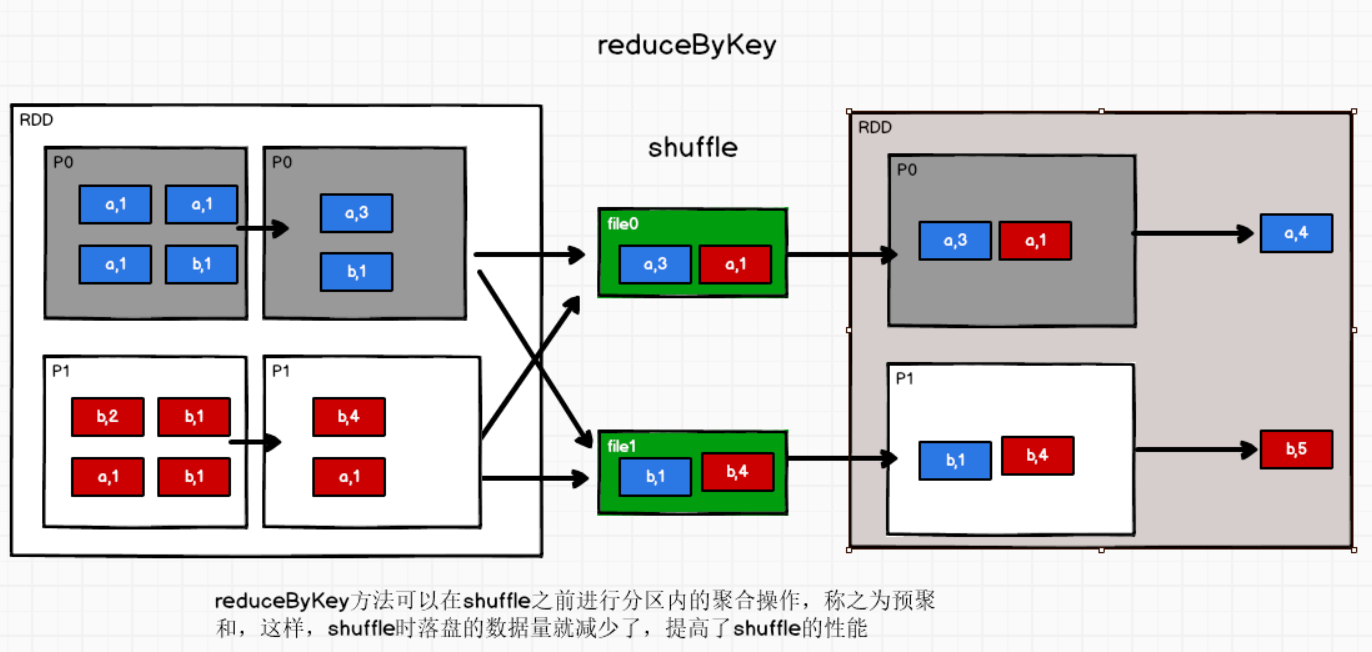 reduceByKey
shuffle
RDD
P0
a,1 a,1
a,1 b,1
P0
a,3
b,1
P1
b,2 b,1
a,1 b,1
P1
b,4
a,1
file0
a,3 a,1
file1
b,1 b,4
RDD
P0
a,3 a,1
a,4
P1
b,1 b,4
b,5
reduceByKey方法可以在shuffle之前进行分区内的聚合操作，称之为预聚
和，这样，shuffle时落盘的数据量就减少了，提高了shuffle的性能